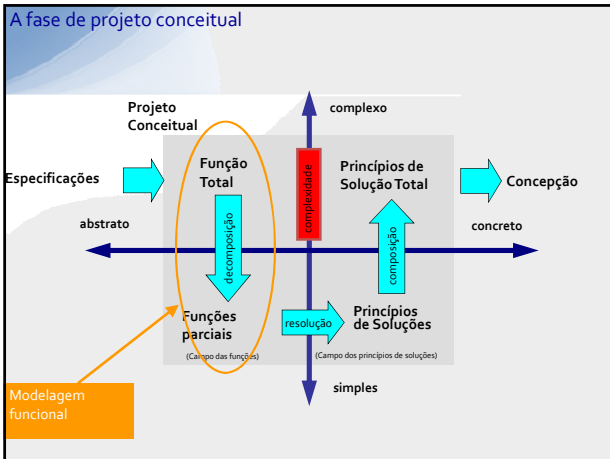 A fase de projeto conceitual
Projeto
Conceitual
complexo
Especificações
Função
Total
complexidade
Princípios de
Solução Total
Concepção
abstrato
concreto
decomposição
composição
Funções
parciais
resolução
Princípios
de Soluções
(Campo das funções)
(Campo dos princípios de soluções)
simples
Modelagem
funcional